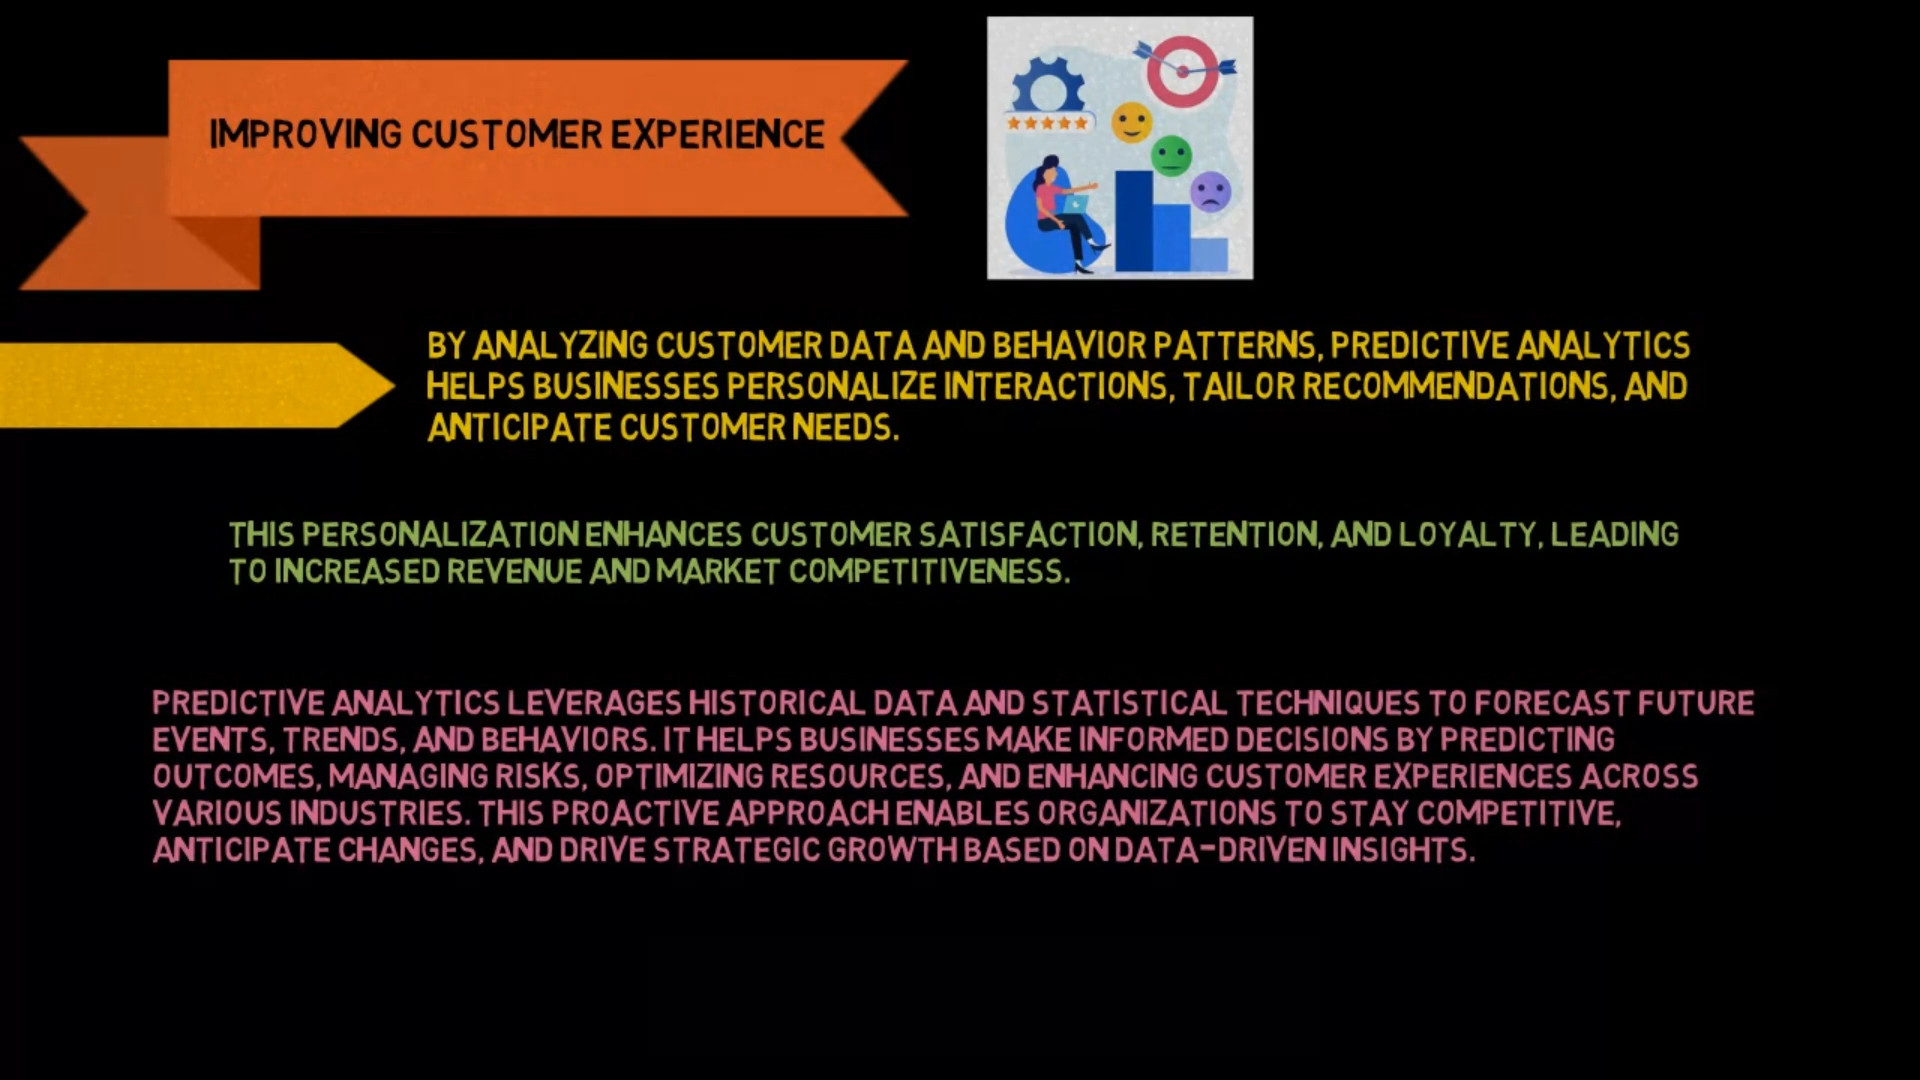 IMPROVING CUSTOMER EXPERIENCE
BY ANALYZING CUSTOMER DATA AND BEHAVIOR PATTERNS, PREDICTIVE ANALYTICS
HELPS BUSINESSES PERSONALIZE INTERACTIONS, TAILOR RECOMMENDATIONS, AND
ANTICIPATE CUSTOMER NEEDS.
THIS PERSONALIZATION ENHANCES CUSTOMER SATISFACTION, RETENTION, AND LOYALTY, LEADING
TO INCREASED REVENUE AND MARKET COMPETITIVENESS.
PREDICTIVE ANALYTICS LEVERAGES HISTORICAL DATA AND STATISTICAL TECHNIQUES TO FORECAST FUTURE
EVENTS, TRENDS, AND BEHAVIORS. IT HELPS BUSINESSES MAKE INFORMED DECISIONS BY PREDICTING
OUTCOMES, MANAGING RISKS, OPTIMIZING RESOURCES, AND ENHANCING CUSTOMER EXPERIENCES ACROSS
VARIOUS INDUSTRIES. THIS PROACTIVE APPROACH ENABLES ORGANIZATIONS TO STAY COMPETITIVE,
ANTICIPATE CHANGES, AND DRIVE STRATEGIC GROWTH BASED ON DATA-DRIVEN INSIGHTS.